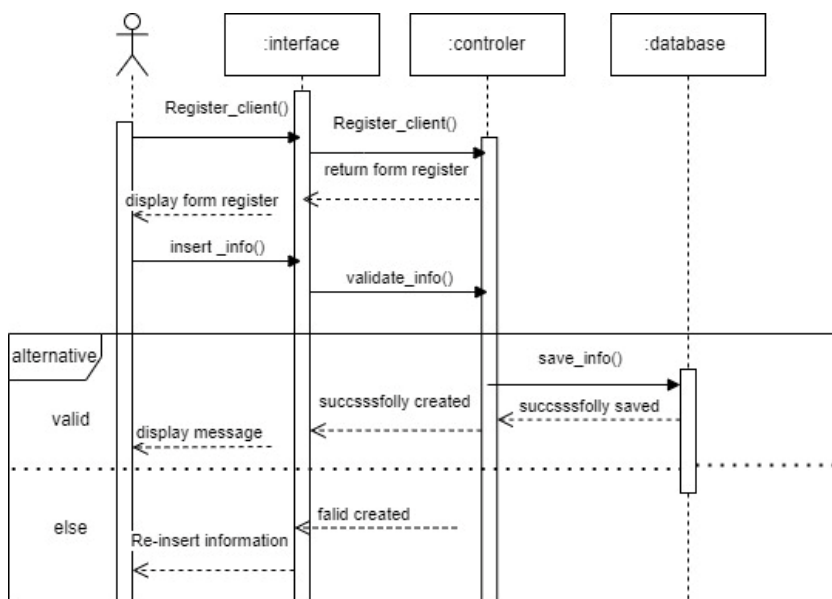 :interface
:controler
:database
Register_client()
Register_client()
return form register
display form register
insert _info()
validate_info()
alternative
save_info()
succsssfolly created
succsssfolly saved
valid
display message
falid created
else
Re-insert information